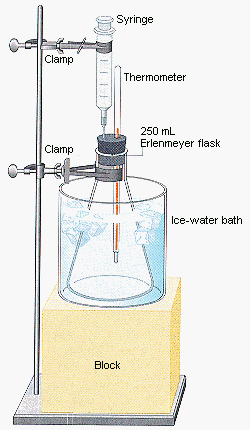 Syringe
Clamp
Thermometer
250 mL
Erlenmeyer flask
Clamp
Ice-water bath
Block